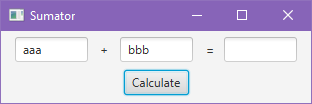 Sumator
aaa + bbb =
Calculate